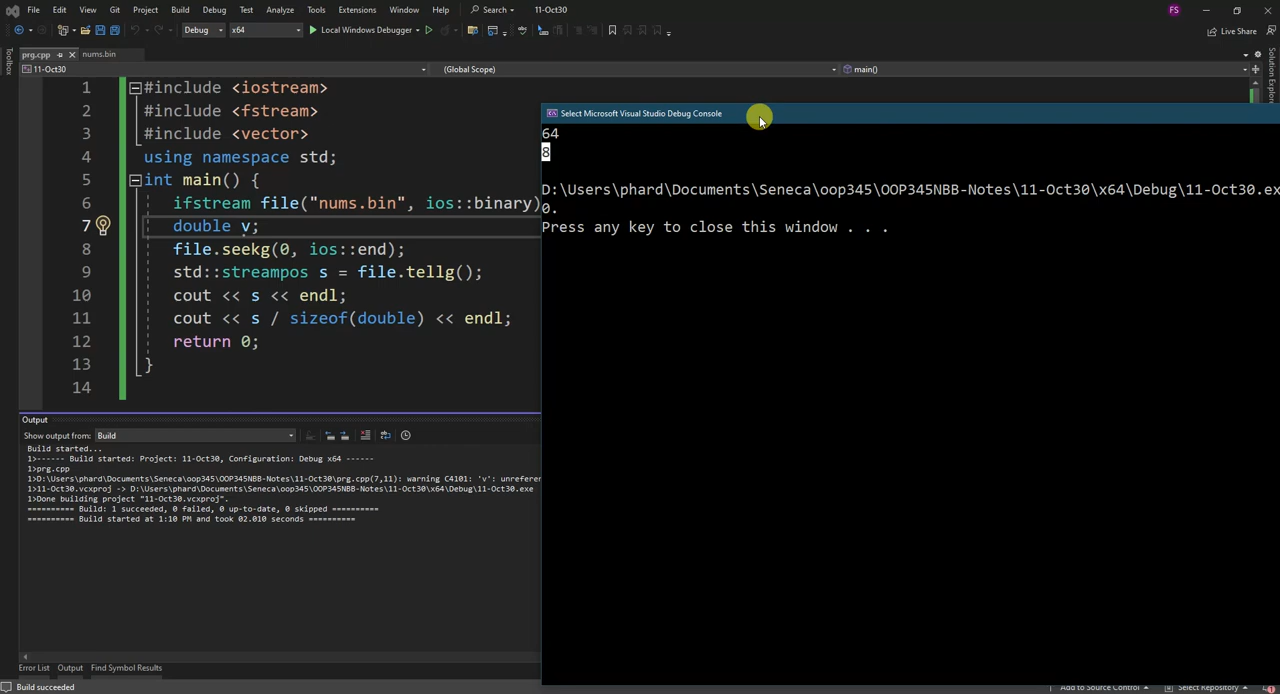 File Edit View Git Project Build Debug Test Analyze Tools Extensions Window Help Search 11-Oct30 FS
Debug x64 Local Windows Debugger Live Share
Toolbox
prg.cpp nums.bin
11-Oct30 (Global Scope) main()
Solution Explorer
1 #include <iostream>
2 #include <fstream>
3 #include <vector>
4 using namespace std;
5 int main() {
6 ifstream file("nums.bin", ios::binary)
7 double v;
8 file.seekg(0, ios::end);
9 std::streampos s = file.tellg();
10 cout << s << endl;
11 cout << s / sizeof(double) << endl;
12 return 0;
13 }
14
Select Microsoft Visual Studio Debug Console
64
8
D:\Users\phard\Documents\Seneca\oop345\OOP345NBB-Notes\11-Oct30\x64\Debug\11-Oct30.ex
0.
Press any key to close this window . . .
Output
Show output from: Build
Build started...
1>------ Build started: Project: 11-Oct30, Configuration: Debug x64 ------
1>prg.cpp
1>D:\Users\phard\Documents\Seneca\oop345\OOP345NBB-Notes\11-Oct30\prg.cpp(7,11): warning C4101: 'v': unrefere
1>11-Oct30.vcxproj -> D:\Users\phard\Documents\Seneca\oop345\OOP345NBB-Notes\11-Oct30\x64\Debug\11-Oct30.exe
1>Done building project "11-Oct30.vcxproj".
========== Build: 1 succeeded, 0 failed, 0 up-to-date, 0 skipped ==========
========== Build started at 1:10 PM and took 02.010 seconds ==========
Error List Output Find Symbol Results
Build succeeded Add to Source Control Select Repository